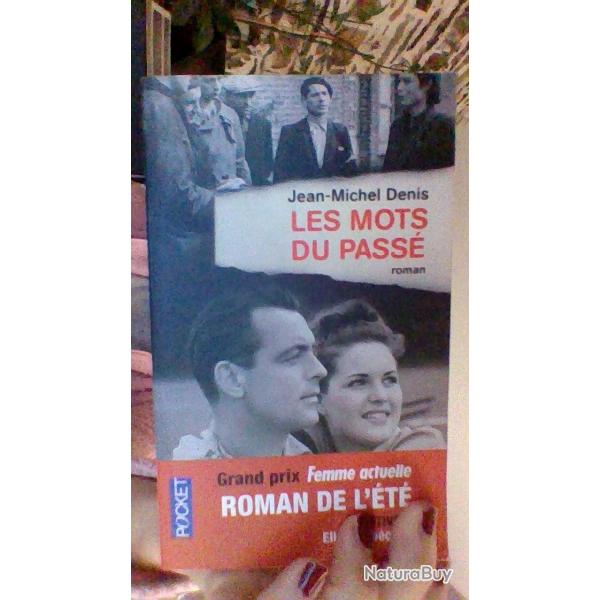 Jean-Michel Denis
LES MOTS
DU PASSÉ
roman
Grand prix Femme actuelle
ROMAN DE L'ÉTÉ
POCKET
NaturaBuy